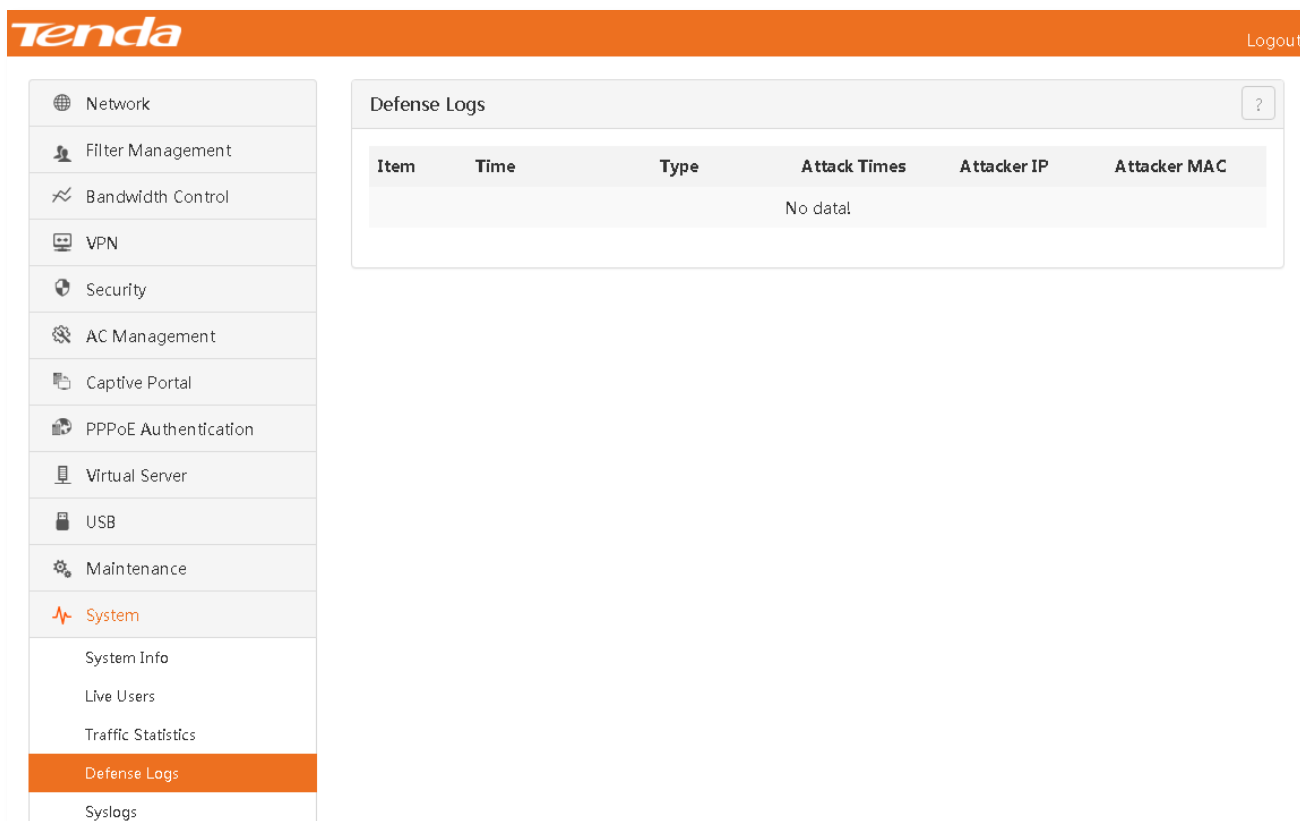 Tenda
Logout
Network
Filter Management
Bandwidth Control
VPN
Security
AC Management
Captive Portal
PPPoE Authentication
Virtual Server
USB
Maintenance
System
System Info
Live Users
Traffic Statistics
Defense Logs
Syslogs
Defense Logs
?
Item Time Type Attack Times Attacker IP Attacker MAC
No data!